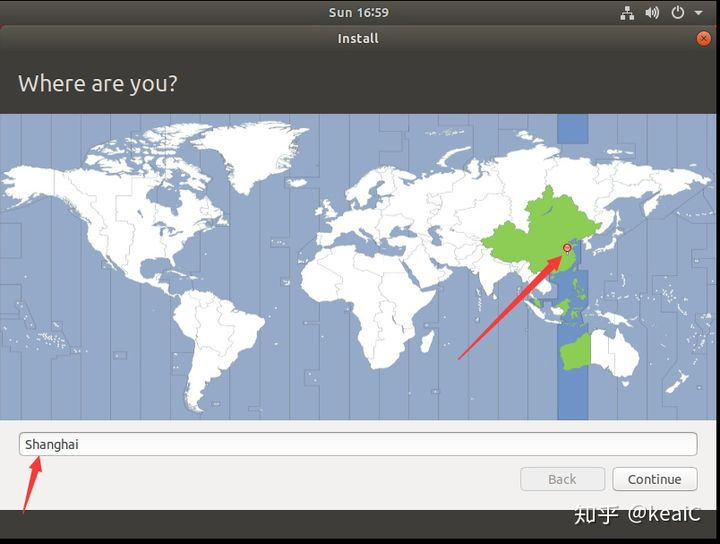 Sun 16:59
Install
Where are you?
Shanghai
Back
Continue
知乎 @kealC